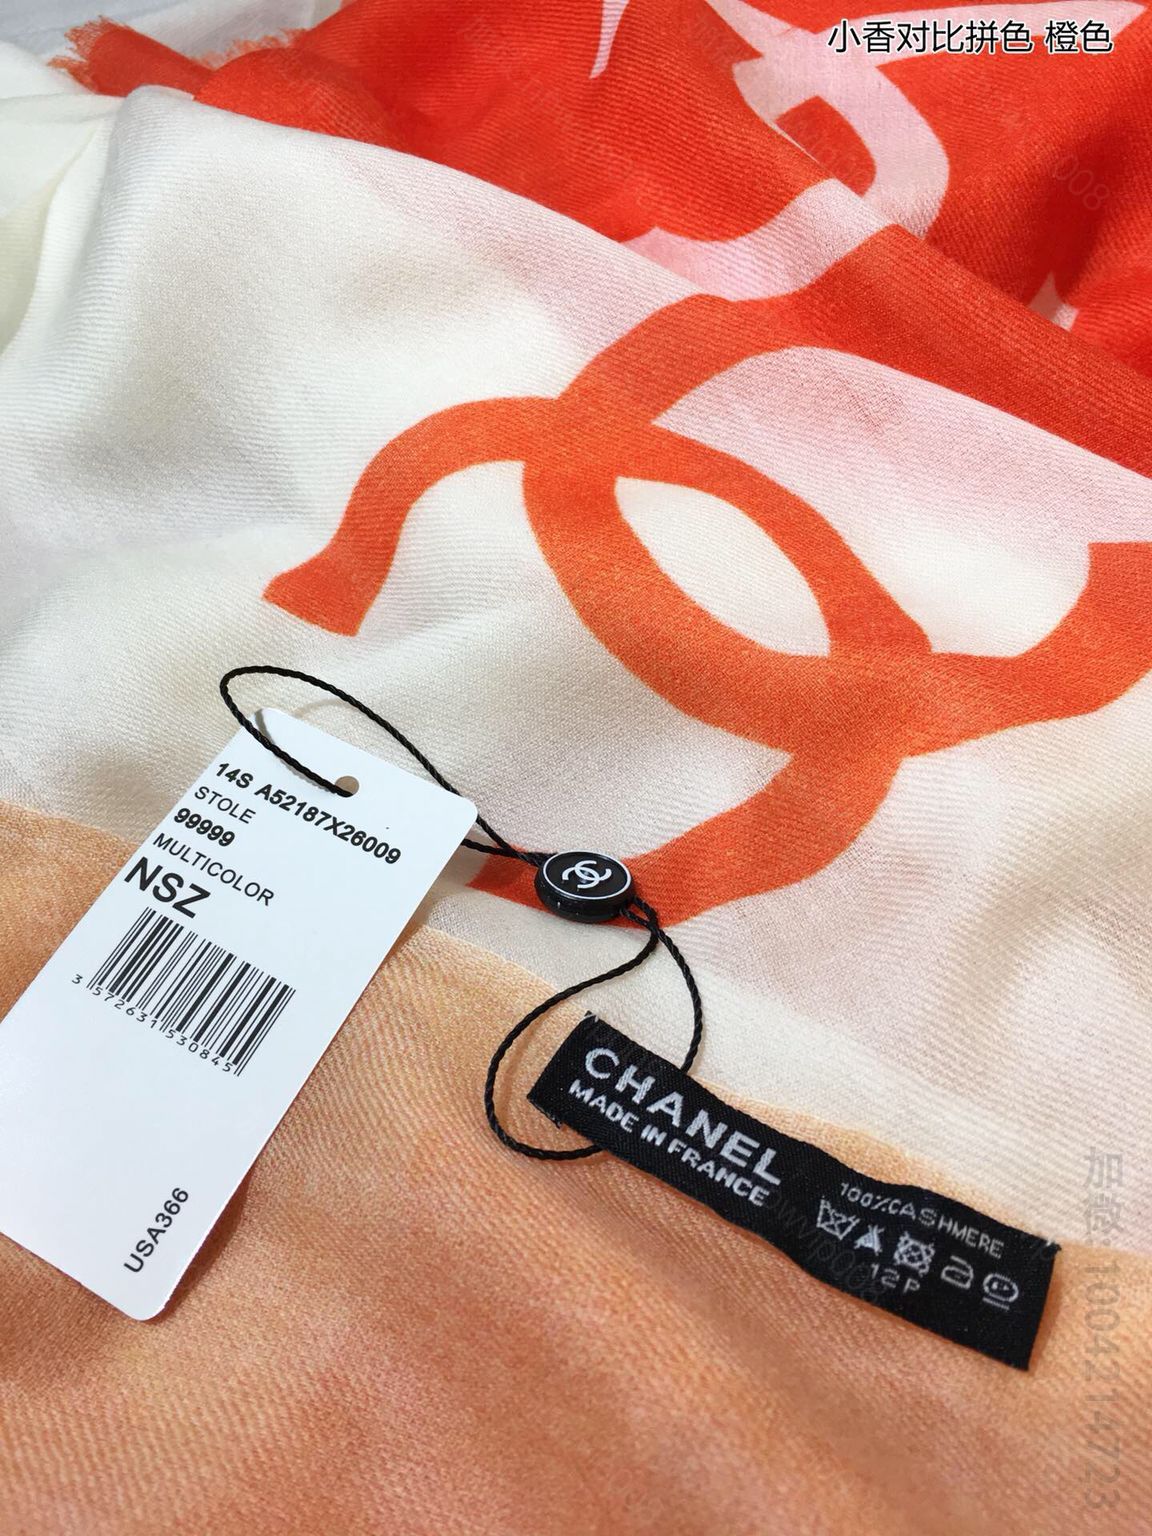 小香对比拼色 橙色
14S A52187X26009
STOLE
99999
MULTICOLOR
NSZ
3 572631 530845
USA366
CHANEL
MADE IN FRANCE
100%CASHMERE
12P
加微 1004214723